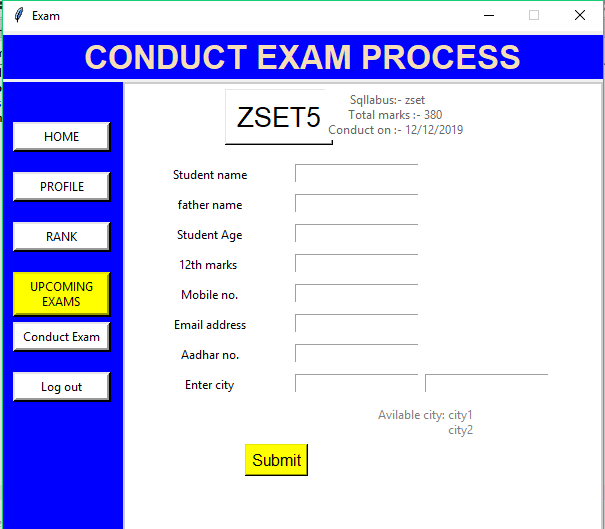 Exam
CONDUCT EXAM PROCESS
HOME
PROFILE
RANK
UPCOMING
EXAMS
Conduct Exam
Log out
ZSET5
Sqllabus:- zset
Total marks :- 380
Conduct on :- 12/12/2019
Student name
father name
Student Age
12th marks
Mobile no.
Email address
Aadhar no.
Enter city
Avilable city: city1
city2
Submit